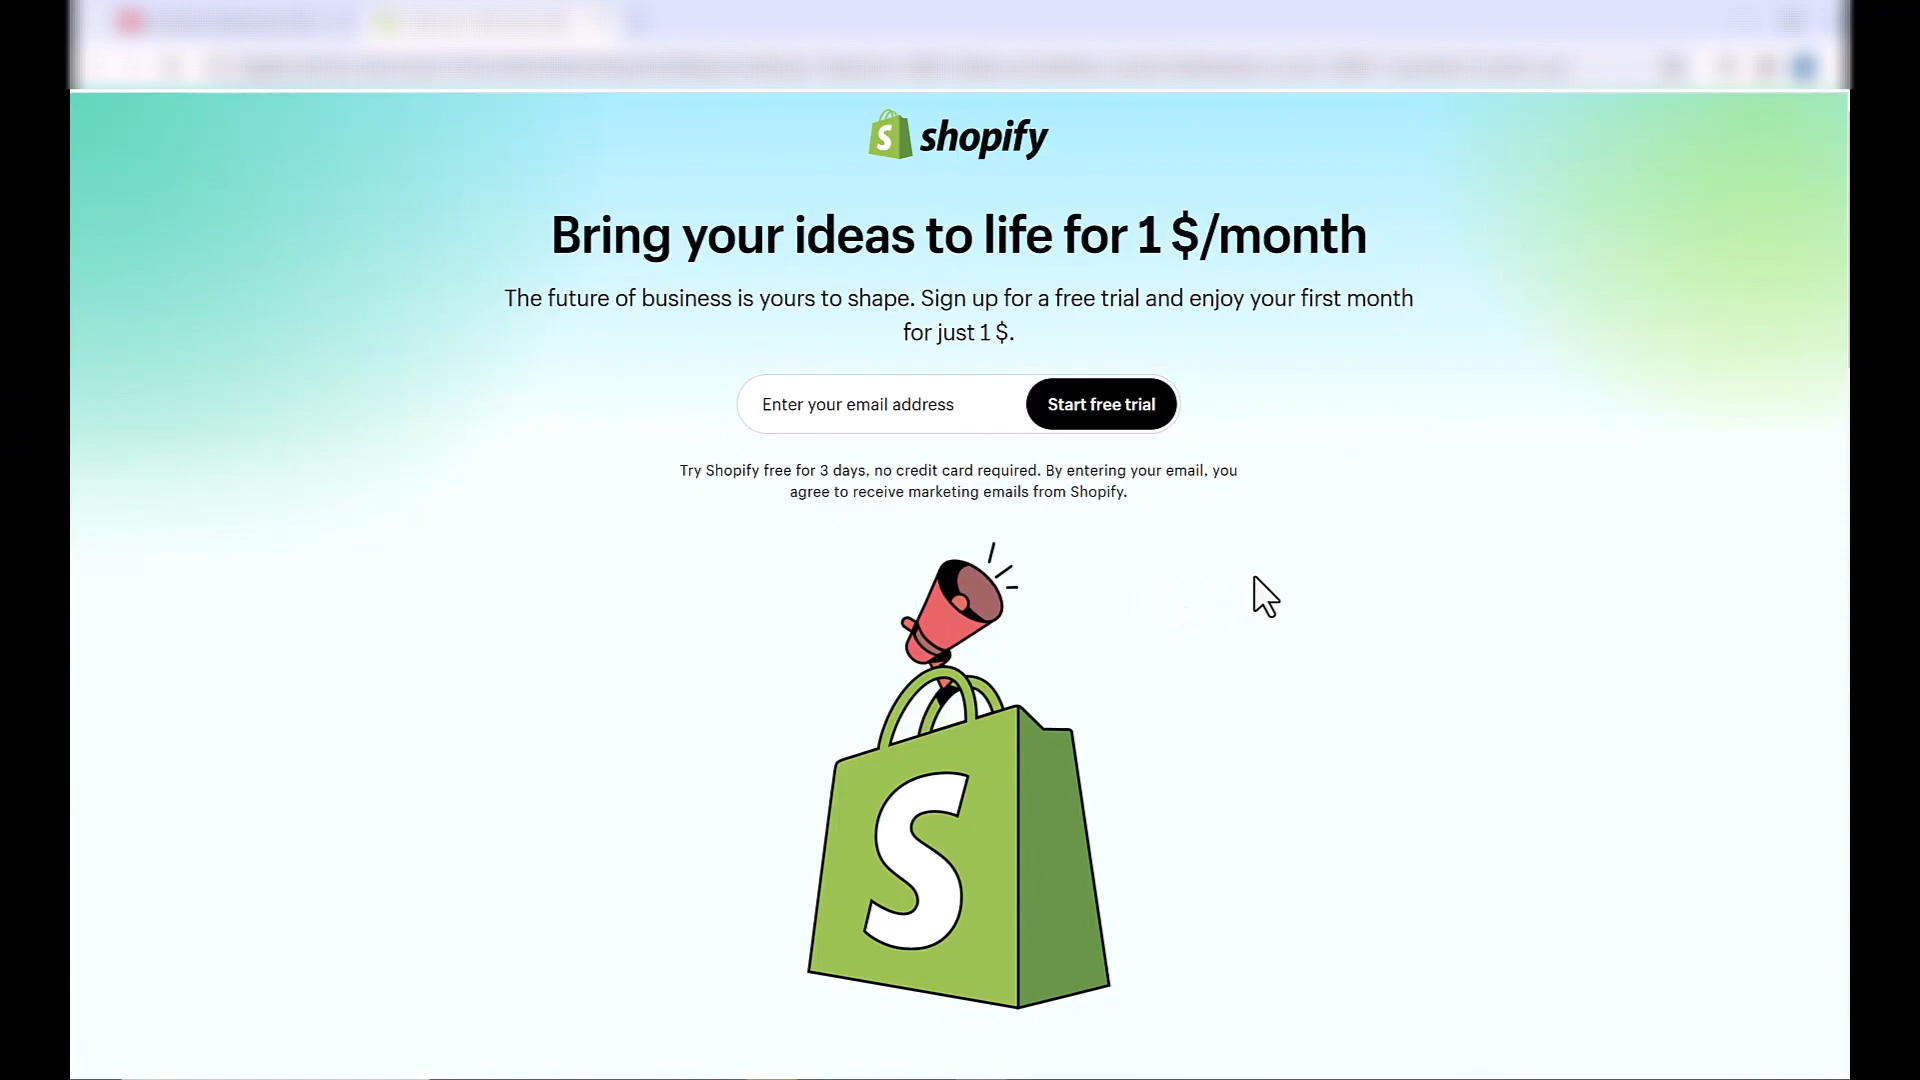 shopify
Bring your ideas to life for 1 $/month
The future of business is yours to shape. Sign up for a free trial and enjoy your first month
for just 1 $.
Enter your email address
Start free trial
Try Shopify free for 3 days, no credit card required. By entering your email, you
agree to receive marketing emails from Shopify.
S